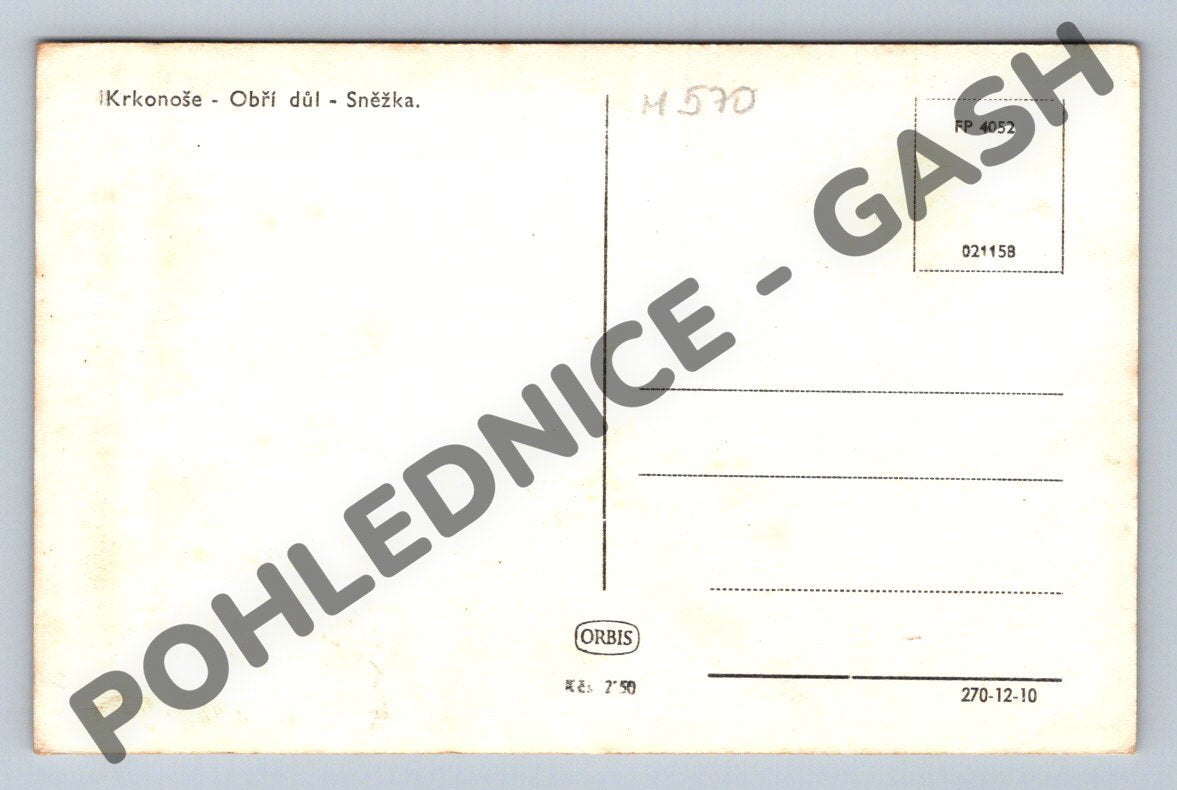 Krkonoše - Obří důl - Sněžka.
M 570
FP 4052
021158
POHLEDNICE - GASH
ORBIS
Kčs 2˙50
270-12-10